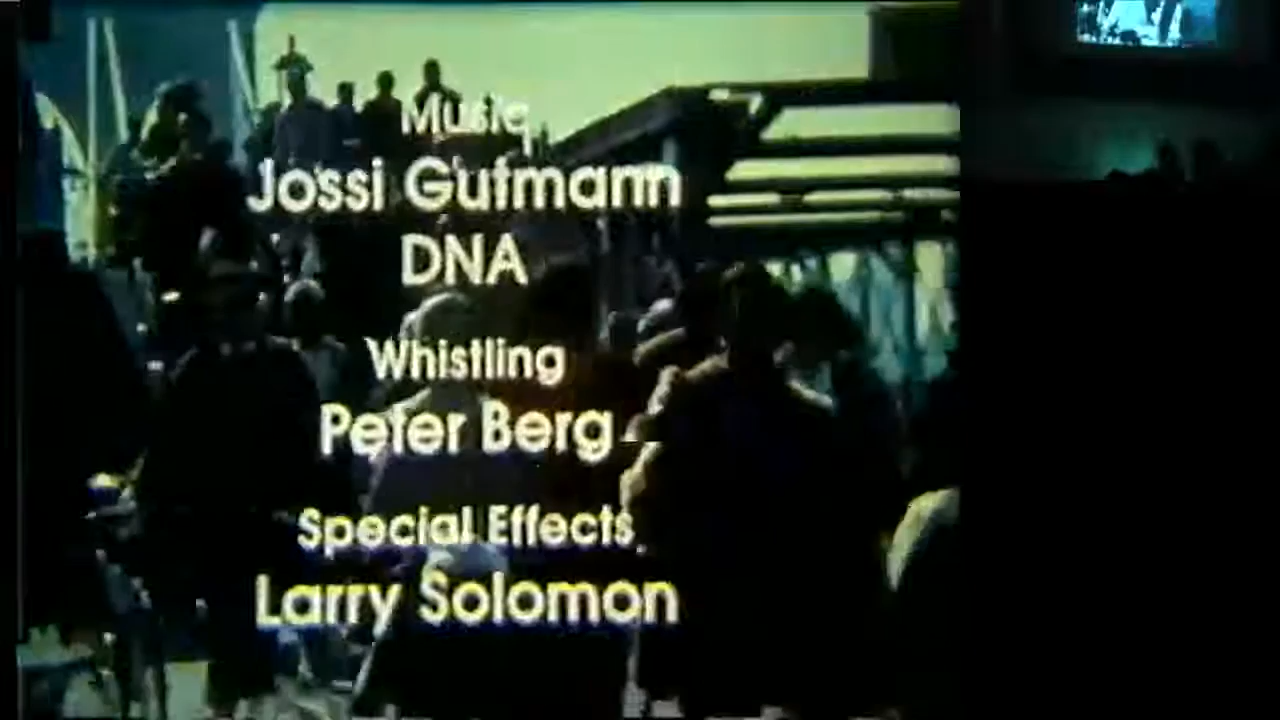 Music
Jossi Gutmann
DNA
Whistling
Peter Berg
Special Effects
Larry Solomon